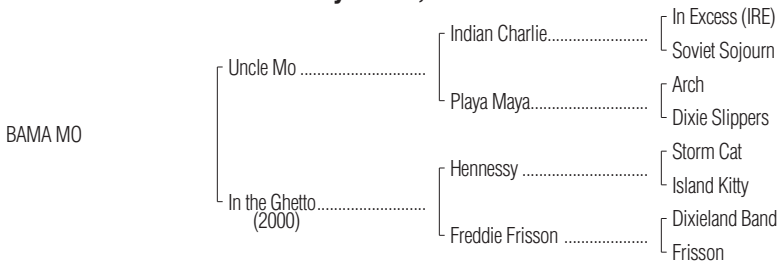 In Excess (IRE)
Indian Charlie
Soviet Sojourn
Uncle Mo
Arch
Playa Maya
Dixie Slippers
BAMA MO
Storm Cat
Hennessy
Island Kitty
In the Ghetto
(2000)
Dixieland Band
Freddie Frisson
Frisson